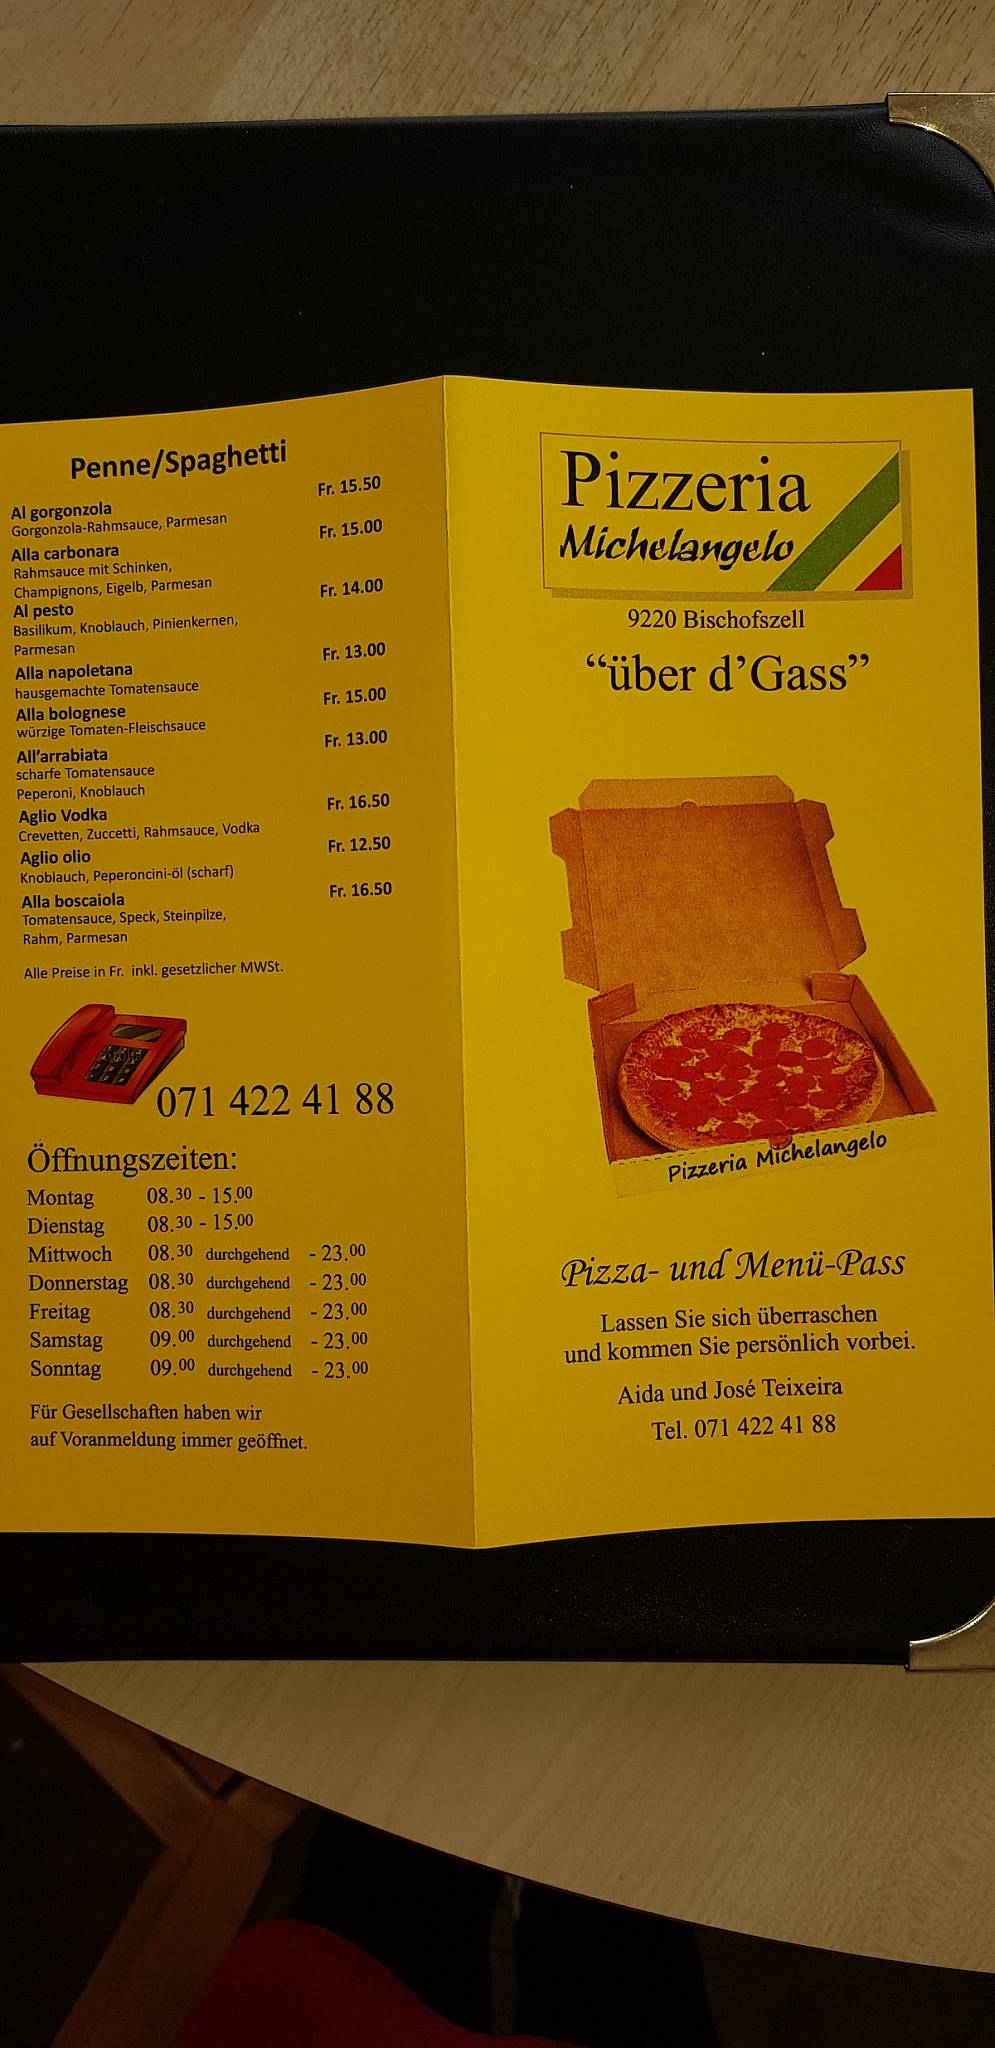 Penne/Spaghetti
Al gorgonzola Fr. 15.50
Gorgonzola-Rahmsauce, Parmesan
Alla carbonara Fr. 15.00
Rahmsauce mit Schinken,
Champignons, Eigelb, Parmesan
Al pesto Fr. 14.00
Basilikum, Knoblauch, Pinienkernen,
Parmesan
Alla napoletana Fr. 13.00
hausgemachte Tomatensauce
Alla bolognese Fr. 15.00
würzige Tomaten-Fleischsauce
All'arrabiata Fr. 13.00
scharfe Tomatensauce
Peperoni, Knoblauch
Aglio Vodka Fr. 16.50
Crevetten, Zuccetti, Rahmsauce, Vodka
Aglio olio Fr. 12.50
Knoblauch, Peperoncini-öl (scharf)
Alla boscaiola Fr. 16.50
Tomatensauce, Speck, Steinpilze,
Rahm, Parmesan
Alle Preise in Fr. inkl. gesetzlicher MWSt.
071 422 41 88
Öffnungszeiten:
Montag 08.30 - 15.00
Dienstag 08.30 - 15.00
Mittwoch 08.30 durchgehend - 23.00
Donnerstag 08.30 durchgehend - 23.00
Freitag 08.30 durchgehend - 23.00
Samstag 09.00 durchgehend - 23.00
Sonntag 09.00 durchgehend - 23.00
Für Gesellschaften haben wir
auf Voranmeldung immer geöffnet.
Pizzeria
Michelangelo
9220 Bischofszell
“über d’Gass”
Pizzeria Michelangelo
Pizza- und Menü-Pass
Lassen Sie sich überraschen
und kommen Sie persönlich vorbei.
Aida und José Teixeira
Tel. 071 422 41 88